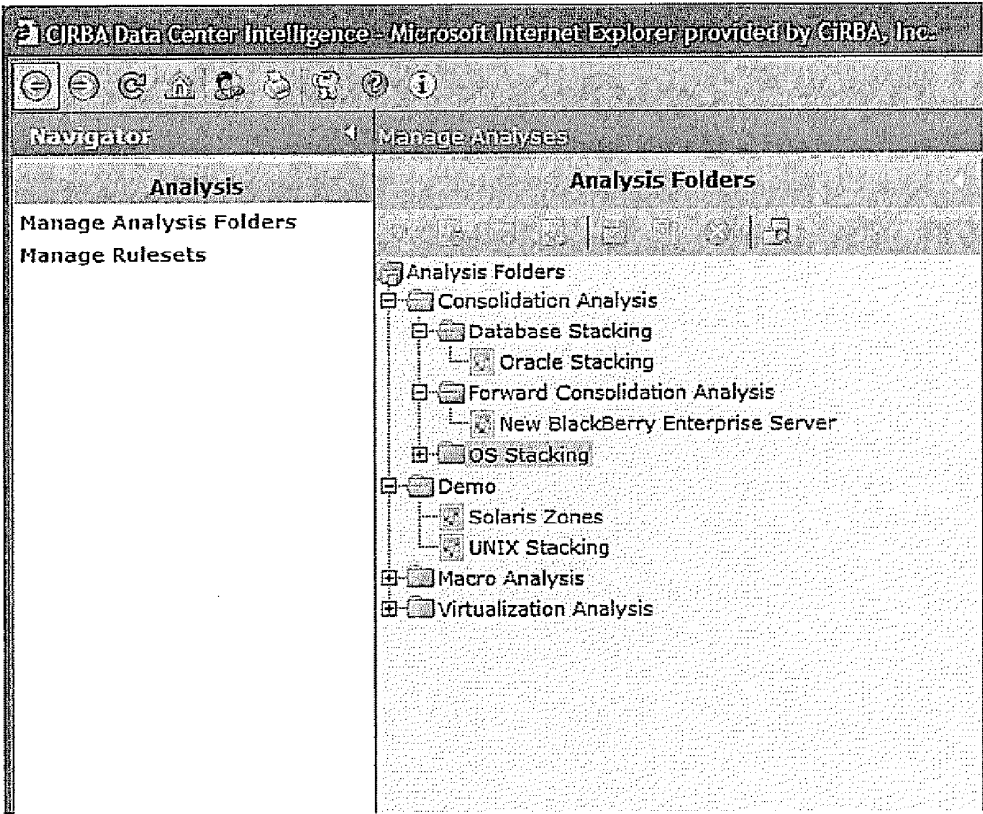 CiRBA Data Center Intelligence - Microsoft Internet Explorer provided by CiRBA, Inc.
Navigator
Manage Analyses
Analysis
Analysis Folders
Manage Analysis Folders
Manage Rulesets
Analysis Folders
Consolidation Analysis
Database Stacking
Oracle Stacking
Forward Consolidation Analysis
New BlackBerry Enterprise Server
OS Stacking
Demo
Solaris Zones
UNIX Stacking
Macro Analysis
Virtualization Analysis